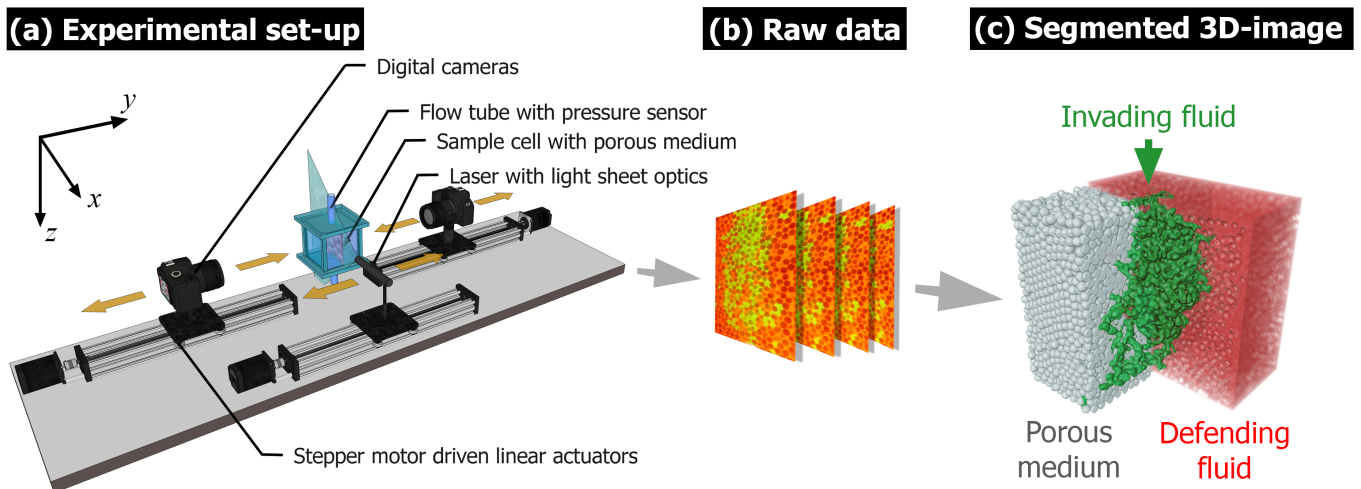 (a) Experimental set-up
Digital cameras
y
Flow tube with pressure sensor
Sample cell with porous medium
Laser with light sheet optics
x
z
Stepper motor driven linear actuators
(b) Raw data
(c) Segmented 3D-image
Invading fluid
Porous
medium
Defending
fluid